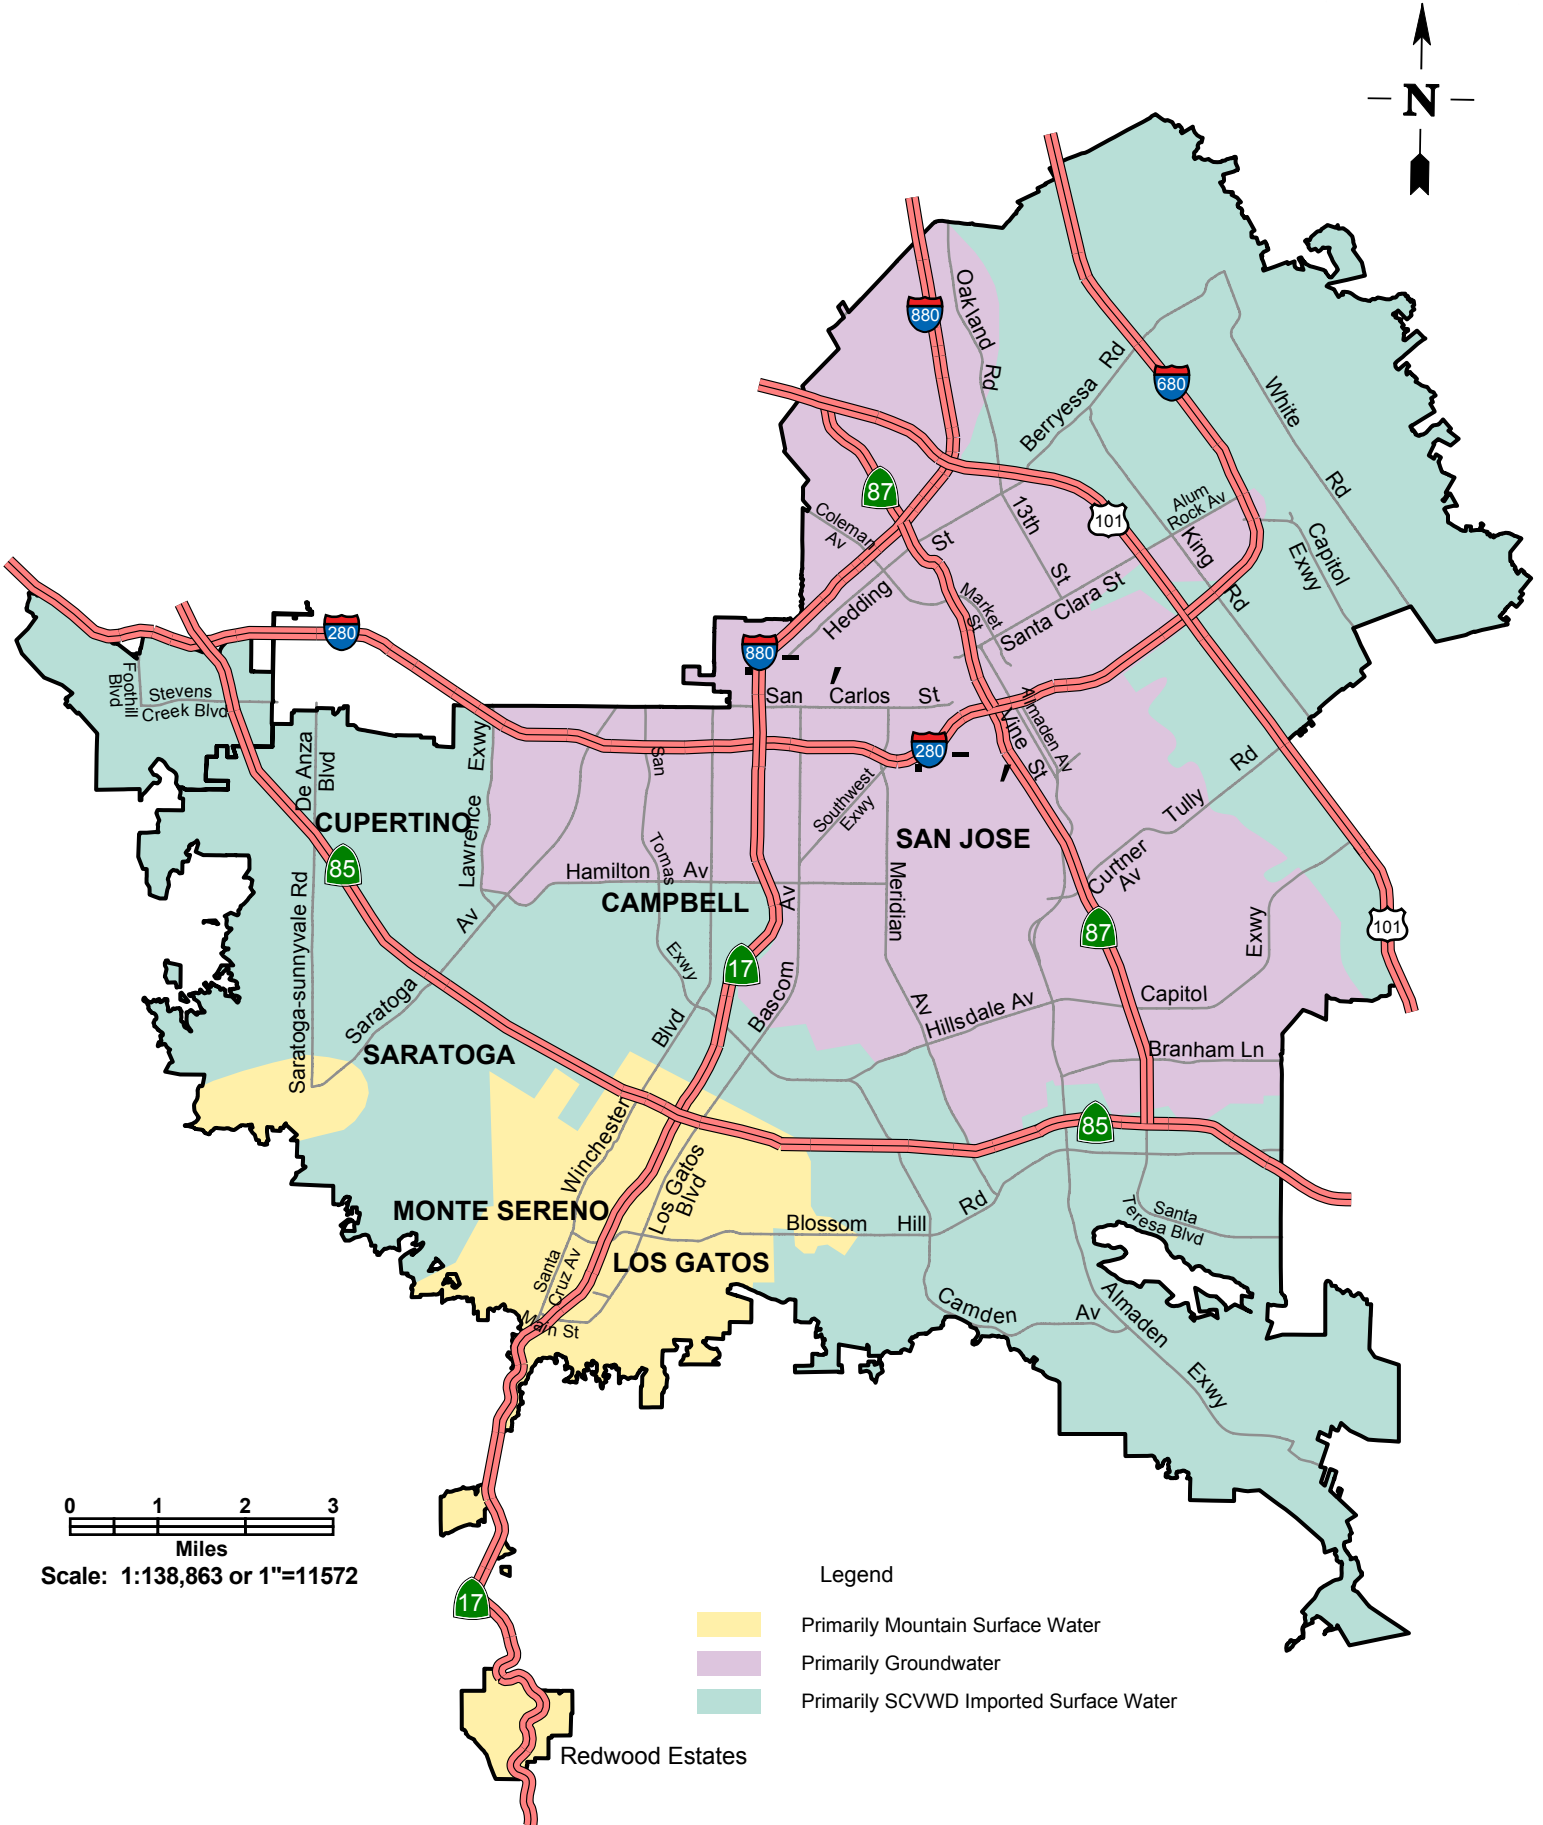 N
880
Oakland
Rd
680
Berryessa
Rd
White
Rd
87
101
Alum
Rock Av
Coleman
Av
St
13th
St
King
Rd
Capitol
Exwy
Hedding
Market
St
Santa Clara St
280
880
Foothill
Blvd
Stevens
Creek Blvd
San Carlos St
Almaden Av
Vine St
280
De Anza
Blvd
Lawrence
Exwy
San
Tomas
Exwy
Southwest
Exwy
Tully
Rd
CUPERTINO
SAN JOSE
85
Hamilton Av
Curtner
Av
CAMPBELL
Meridian
Av
Saratoga-sunnyvale Rd
Saratoga
Av
Bascom
Av
87
101
17
Exwy
Capitol
Hillsdale Av
Blvd
Winchester
SARATOGA
Branham Ln
85
Los Gatos
Blvd
MONTE SERENO
Blossom Hill
Rd
Santa
Teresa Blvd
LOS GATOS
Santa
Cruz Av
Main St
Camden
Av
Almaden
Exwy
0 1 2 3
Miles
Scale: 1:138,863 or 1"=11572
17
Legend
Primarily Mountain Surface Water
Primarily Groundwater
Primarily SCVWD Imported Surface Water
Redwood Estates